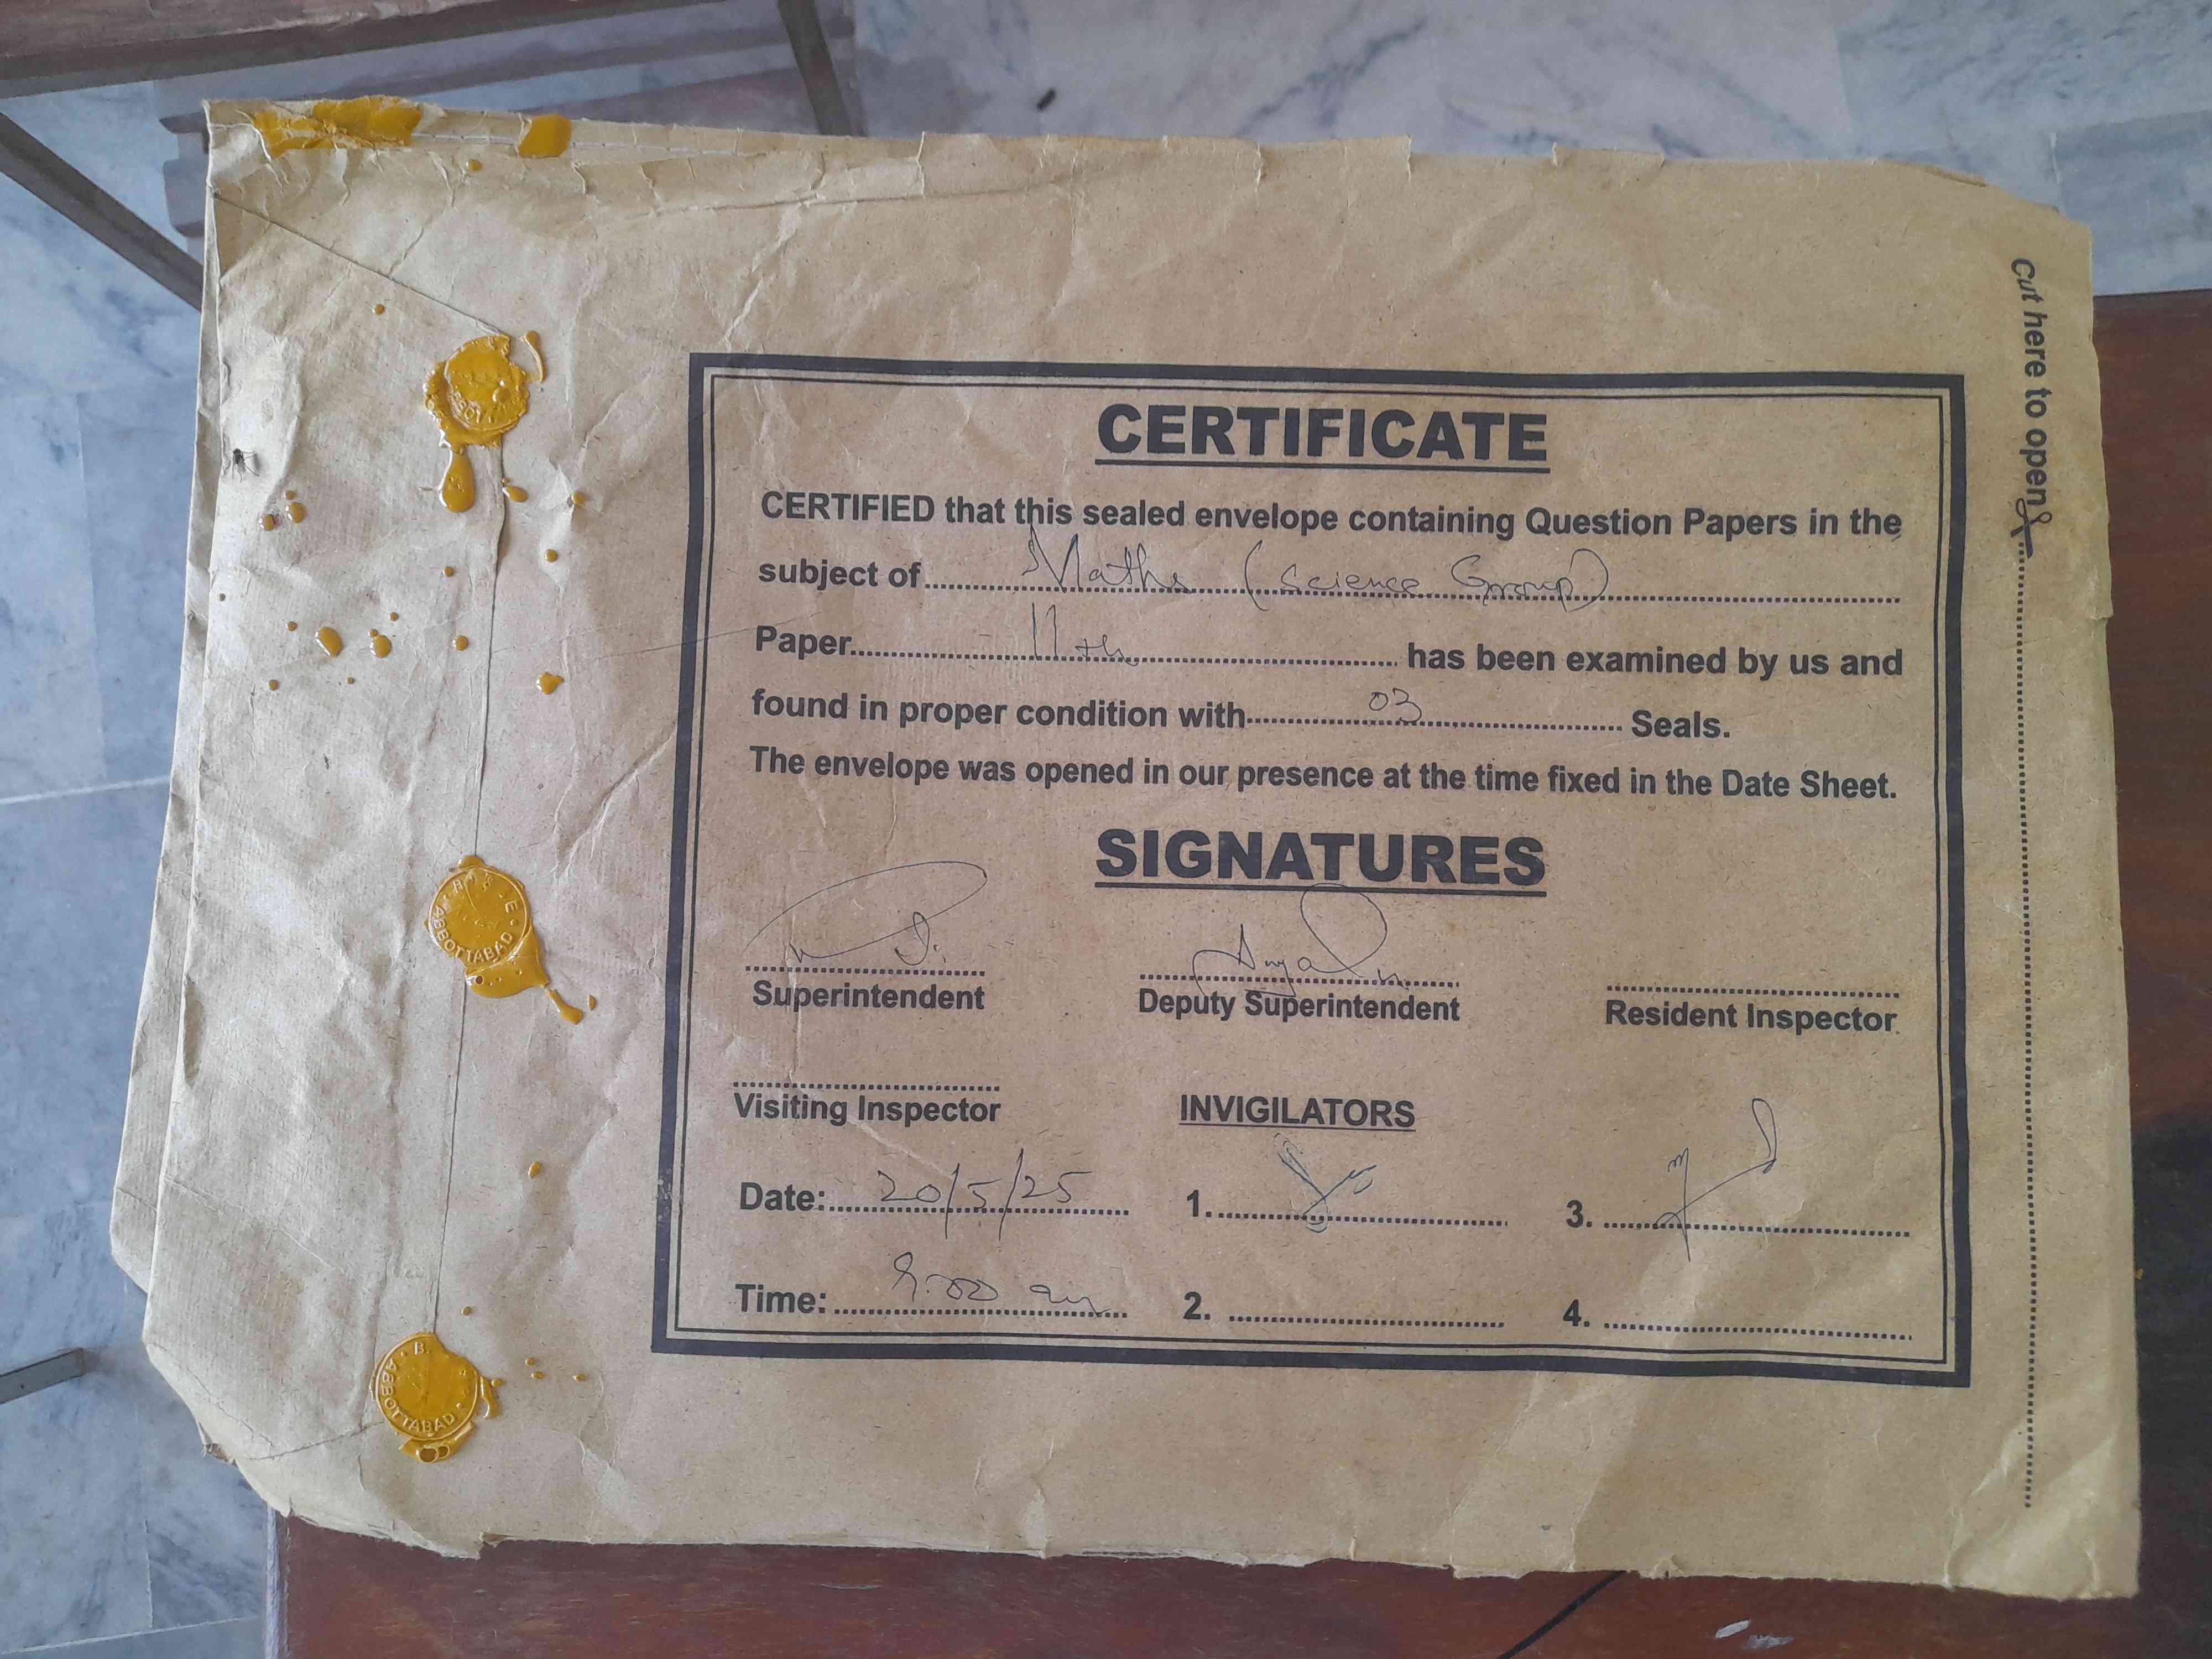 Cut here to open
CERTIFICATE
CERTIFIED that this sealed envelope containing Question Papers in the
subject of Maths (Science Group)
Paper 11th has been examined by us and
found in proper condition with 03 Seals.
The envelope was opened in our presence at the time fixed in the Date Sheet.
SIGNATURES
Superintendent
Deputy Superintendent
Resident Inspector
Visiting Inspector
INVIGILATORS
Date: 20/5/25
1.
3.
Time: 9:00 am
2.
4.
ABBOTTABAD
ABBOTTABAD